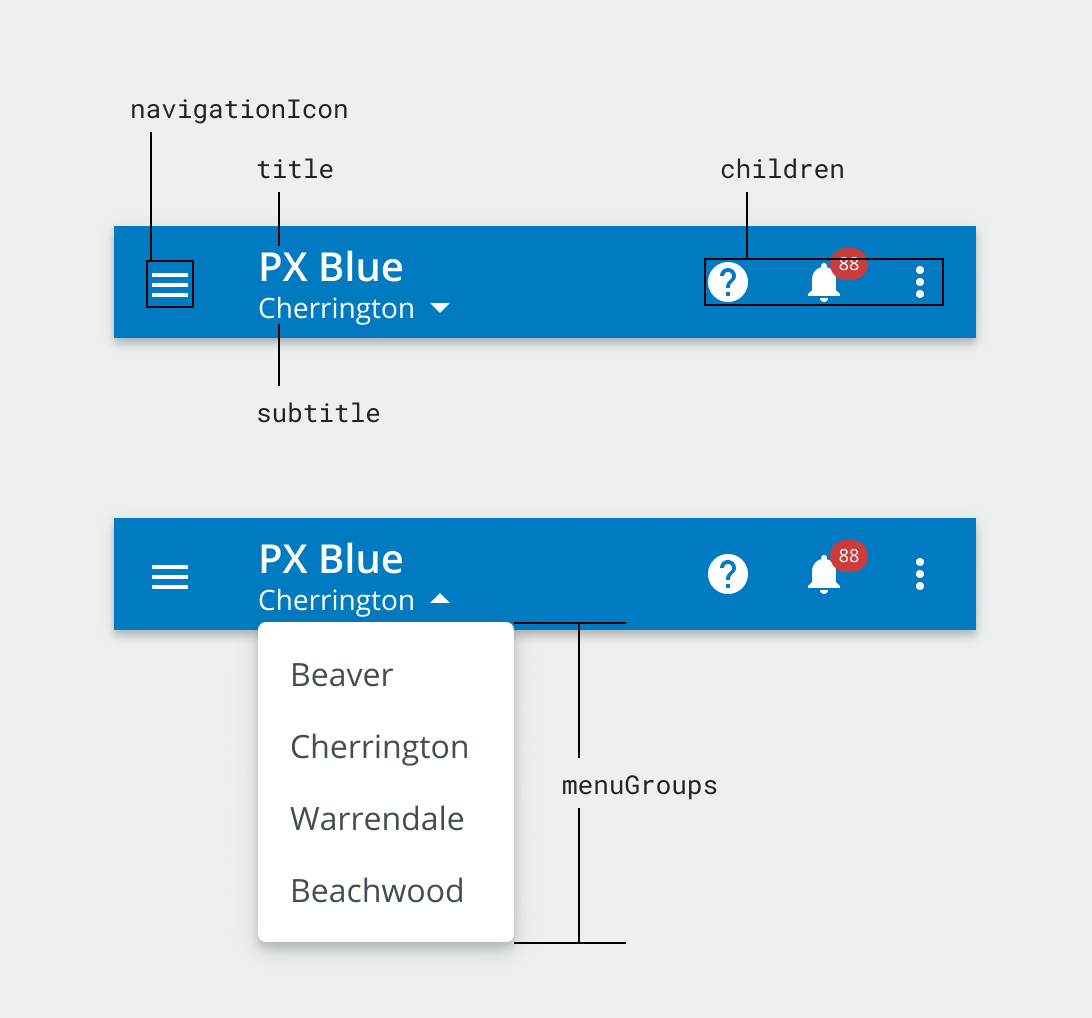 navigationIcon
title
children
PX Blue
88
Cherrington
subtitle
PX Blue
88
Cherrington
Beaver
Cherrington
menuGroups
Warrendale
Beachwood